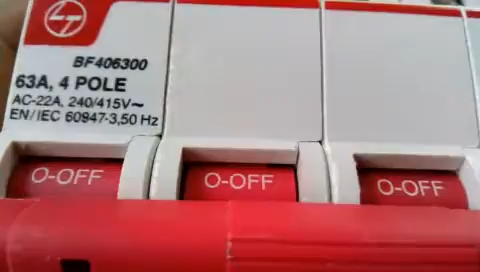 BF406300
63A, 4 POLE
AC-22A, 240/415V~
EN/IEC 60947-3,50 Hz
O-OFF
O-OFF
O-OFF